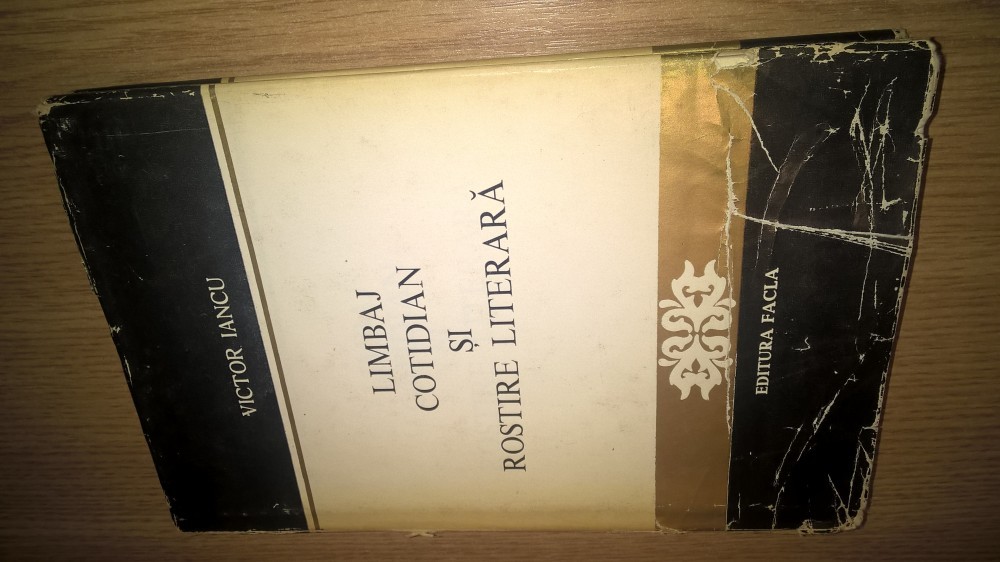 VICTOR IANCU
LIMBAJ
COTIDIAN
ȘI
ROSTIRE LITERARĂ
EDITURA FACLA